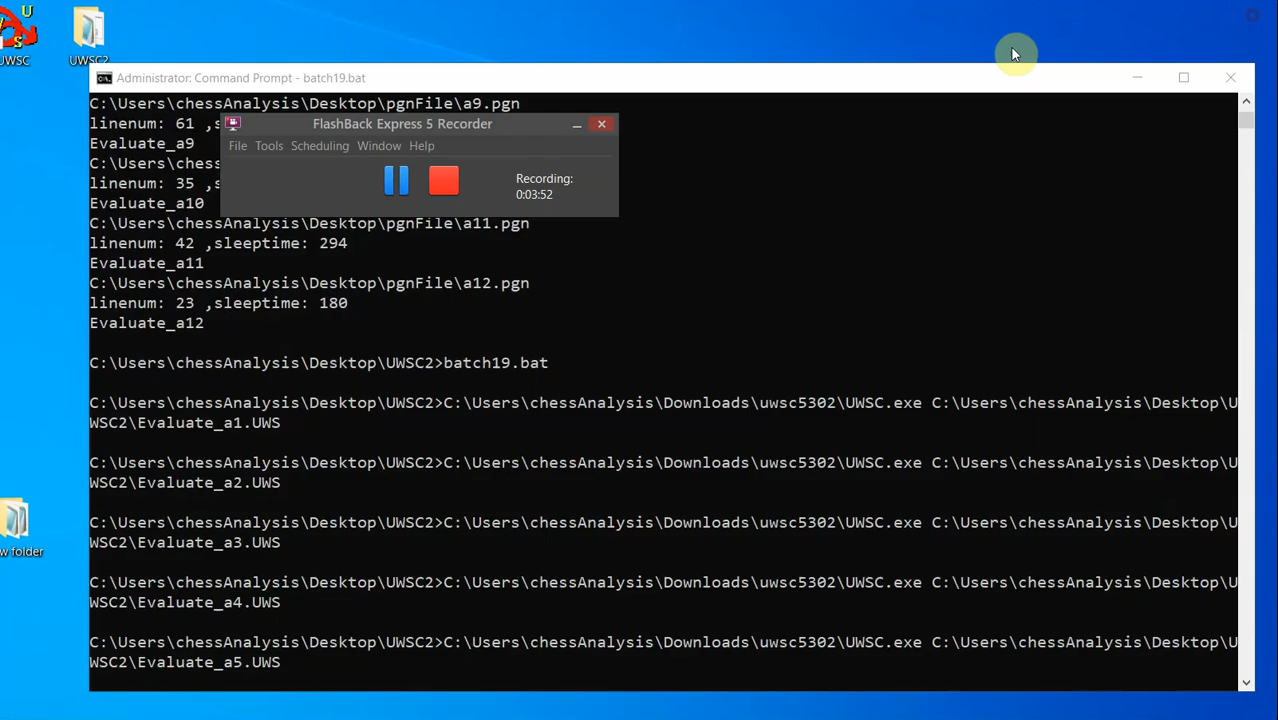 U
S
UWSC
UWSC2
Administrator: Command Prompt - batch19.bat
C:\Users\chessAnalysis\Desktop\pgnFile\a9.pgn
linenum: 61 ,s
Evaluate_a9
C:\Users\chess
linenum: 35 ,s
Evaluate_a10
C:\Users\chessAnalysis\Desktop\pgnFile\a11.pgn
linenum: 42 ,sleeptime: 294
Evaluate_a11
C:\Users\chessAnalysis\Desktop\pgnFile\a12.pgn
linenum: 23 ,sleeptime: 180
Evaluate_a12
C:\Users\chessAnalysis\Desktop\UWSC2>batch19.bat
C:\Users\chessAnalysis\Desktop\UWSC2>C:\Users\chessAnalysis\Downloads\uwsc5302\UWSC.exe C:\Users\chessAnalysis\Desktop\U
WSC2\Evaluate_a1.UWS
C:\Users\chessAnalysis\Desktop\UWSC2>C:\Users\chessAnalysis\Downloads\uwsc5302\UWSC.exe C:\Users\chessAnalysis\Desktop\U
WSC2\Evaluate_a2.UWS
C:\Users\chessAnalysis\Desktop\UWSC2>C:\Users\chessAnalysis\Downloads\uwsc5302\UWSC.exe C:\Users\chessAnalysis\Desktop\U
WSC2\Evaluate_a3.UWS
C:\Users\chessAnalysis\Desktop\UWSC2>C:\Users\chessAnalysis\Downloads\uwsc5302\UWSC.exe C:\Users\chessAnalysis\Desktop\U
WSC2\Evaluate_a4.UWS
C:\Users\chessAnalysis\Desktop\UWSC2>C:\Users\chessAnalysis\Downloads\uwsc5302\UWSC.exe C:\Users\chessAnalysis\Desktop\U
WSC2\Evaluate_a5.UWS
FlashBack Express 5 Recorder
File Tools Scheduling Window Help
Recording:
0:03:52
w folder